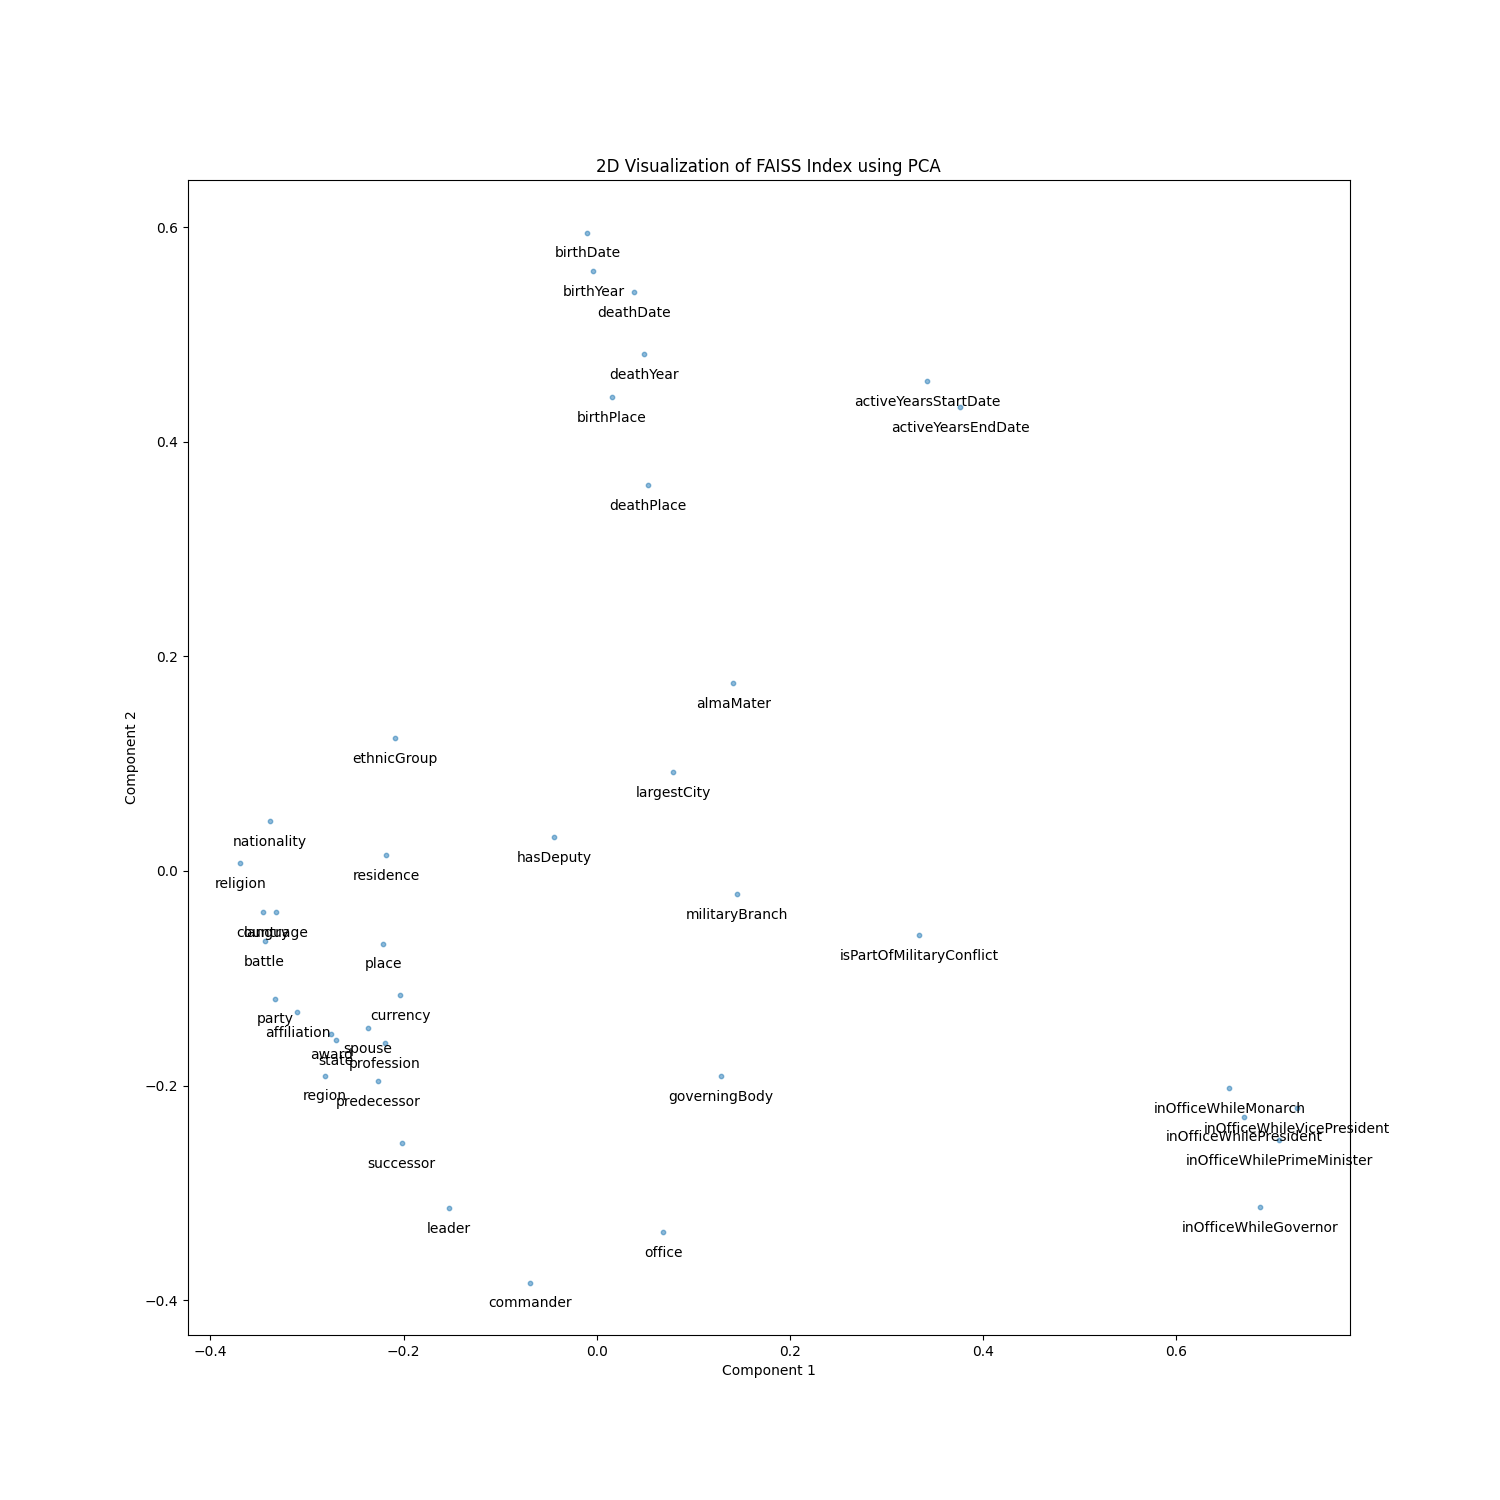 2D Visualization of FAISS Index using PCA
0.6
birthDate
birthYear
deathDate
deathYear
activeYearsStartDate
birthPlace
activeYearsEndDate
0.4
deathPlace
0.2
almaMater
ethnicGroup
Component 2
largestCity
nationality
hasDeputy
0.0
residence
religion
militaryBranch
country
language
isPartOfMilitaryConflict
battle
place
currency
party
affiliation
spouse
award
state
profession
−0.2
region
predecessor
governingBody
inOfficeWhileMonarch
inOfficeWhileVicePresident
inOfficeWhilePresident
inOfficeWhilePrimeMinister
successor
leader
inOfficeWhileGovernor
office
commander
−0.4
−0.4 −0.2 0.0 0.2 0.4 0.6
Component 1